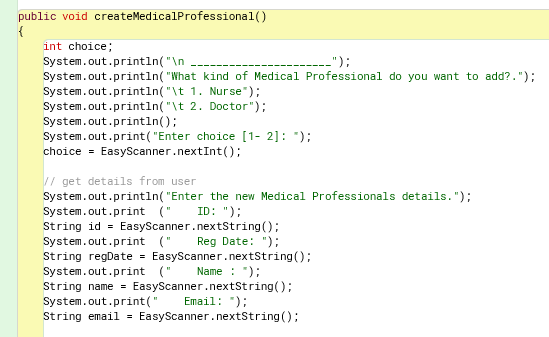 public void createMedicalProfessional()
{
    int choice;
    System.out.println("\n ______________________");
    System.out.println("What kind of Medical Professional do you want to add?.");
    System.out.println("\t 1. Nurse");
    System.out.println("\t 2. Doctor");
    System.out.println();
    System.out.print("Enter choice [1- 2]: ");
    choice = EasyScanner.nextInt();

    // get details from user
    System.out.println("Enter the new Medical Professionals details.");
    System.out.print  ("    ID: ");
    String id = EasyScanner.nextString();
    System.out.print  ("    Reg Date: ");
    String regDate = EasyScanner.nextString();
    System.out.print  ("    Name : ");
    String name = EasyScanner.nextString();
    System.out.print("    Email: ");
    String email = EasyScanner.nextString();